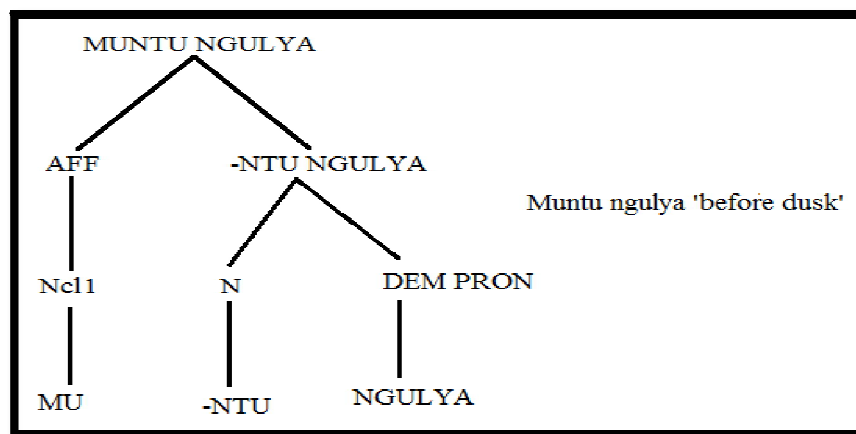 MUNTU NGULYA
AFF -NTU NGULYA
Muntu ngulya 'before dusk'
Ncl1 N DEM PRON
MU -NTU NGULYA